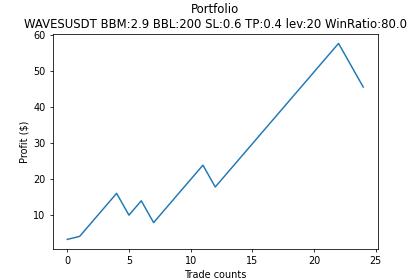 Portfolio
WAVESUSDT BBM:2.9 BBL:200 SL:0.6 TP:0.4 lev:20 WinRatio:80.0
60
50
40
30
20
10
Profit ($)
0 5 10 15 20 25
Trade counts